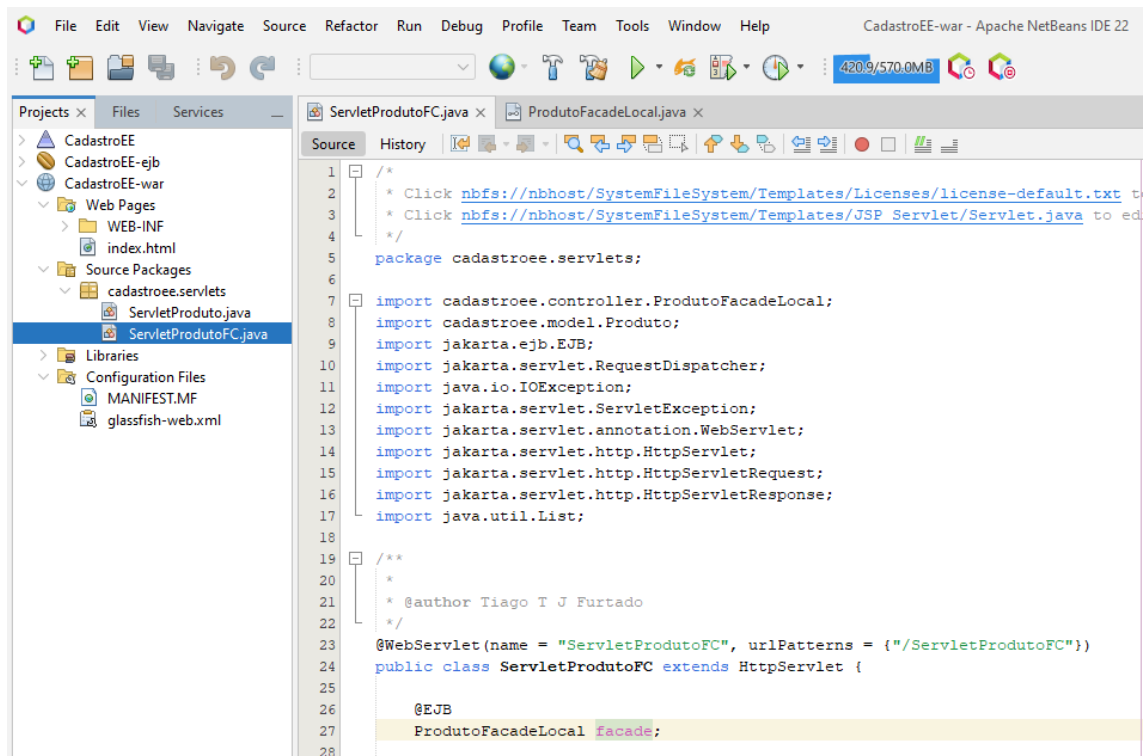 File Edit View Navigate Source Refactor Run Debug Profile Team Tools Window Help CadastroEE-war - Apache NetBeans IDE 22
420.9/570.0MB
Projects Files Services
CadastroEE
CadastroEE-ejb
CadastroEE-war
Web Pages
WEB-INF
index.html
Source Packages
cadastroee.servlets
ServletProduto.java
ServletProdutoFC.java
Libraries
Configuration Files
MANIFEST.MF
glassfish-web.xml
ServletProdutoFC.java ProdutoFacadeLocal.java
Source History
1 /*
2 * Click nbfs://nbhost/SystemFileSystem/Templates/Licenses/license-default.txt t
3 * Click nbfs://nbhost/SystemFileSystem/Templates/JSP_Servlet/Servlet.java to ed
4 */
5 package cadastroee.servlets;
6
7 import cadastroee.controller.ProdutoFacadeLocal;
8 import cadastroee.model.Produto;
9 import jakarta.ejb.EJB;
10 import jakarta.servlet.RequestDispatcher;
11 import java.io.IOException;
12 import jakarta.servlet.ServletException;
13 import jakarta.servlet.annotation.WebServlet;
14 import jakarta.servlet.http.HttpServlet;
15 import jakarta.servlet.http.HttpServletRequest;
16 import jakarta.servlet.http.HttpServletResponse;
17 import java.util.List;
18
19 /**
20 *
21 * @author Tiago T J Furtado
22 */
23 @WebServlet(name = "ServletProdutoFC", urlPatterns = {"/ServletProdutoFC"})
24 public class ServletProdutoFC extends HttpServlet {
25
26 @EJB
27 ProdutoFacadeLocal facade;
28